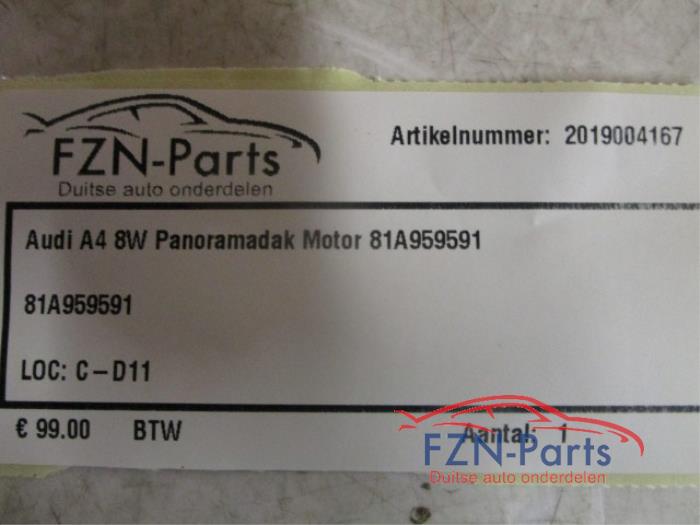 FZN-Parts
Duitse auto onderdelen
Artikelnummer: 2019004167
Audi A4 8W Panoramadak Motor 81A959591
81A959591
LOC: C-D11
€ 99.00 BTW Aantal: 1
FZN-Parts
Duitse auto onderdelen